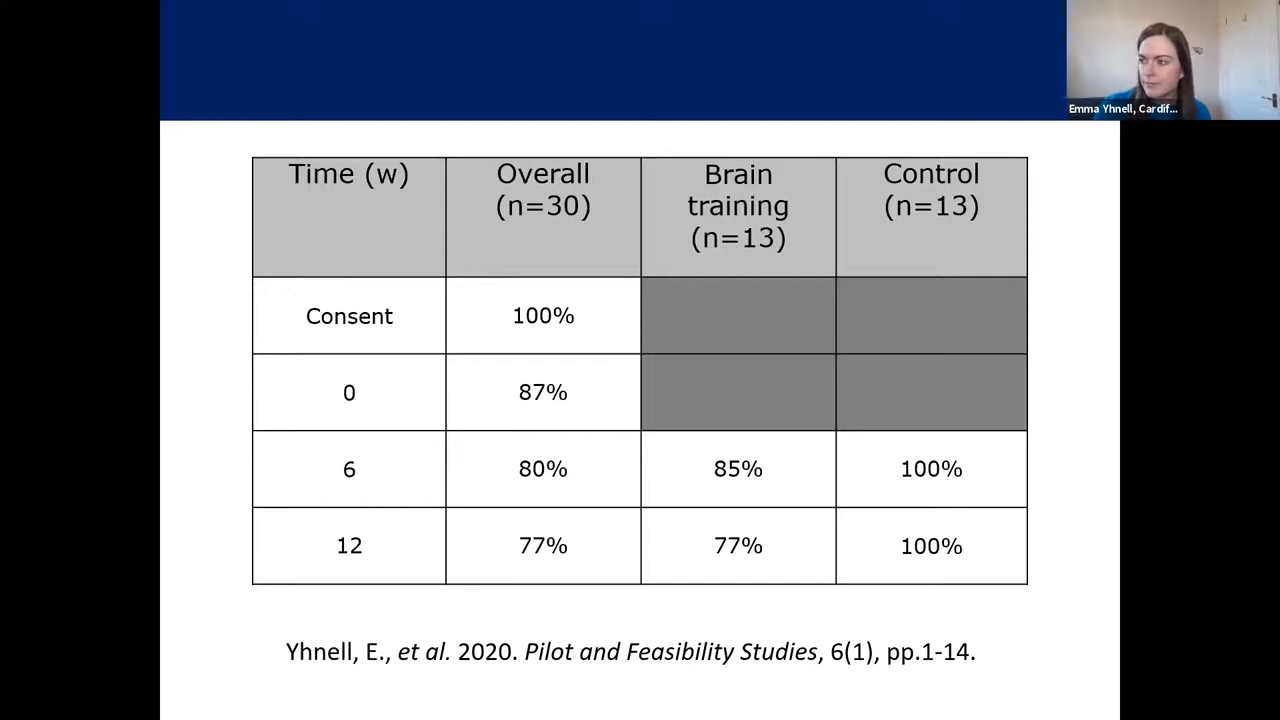 Emma Yhnell, Cardif...
Time (w) Overall (n=30) Brain training (n=13) Control (n=13)
Consent 100%
0 87%
6 80% 85% 100%
12 77% 77% 100%
Yhnell, E., et al. 2020. Pilot and Feasibility Studies, 6(1), pp.1-14.